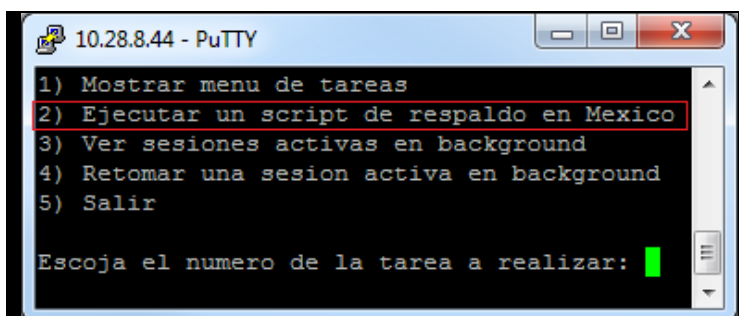 10.28.8.44 - PuTTY
1) Mostrar menu de tareas
2) Ejecutar un script de respaldo en Mexico
3) Ver sesiones activas en background
4) Retomar una sesion activa en background
5) Salir
Escoja el numero de la tarea a realizar: